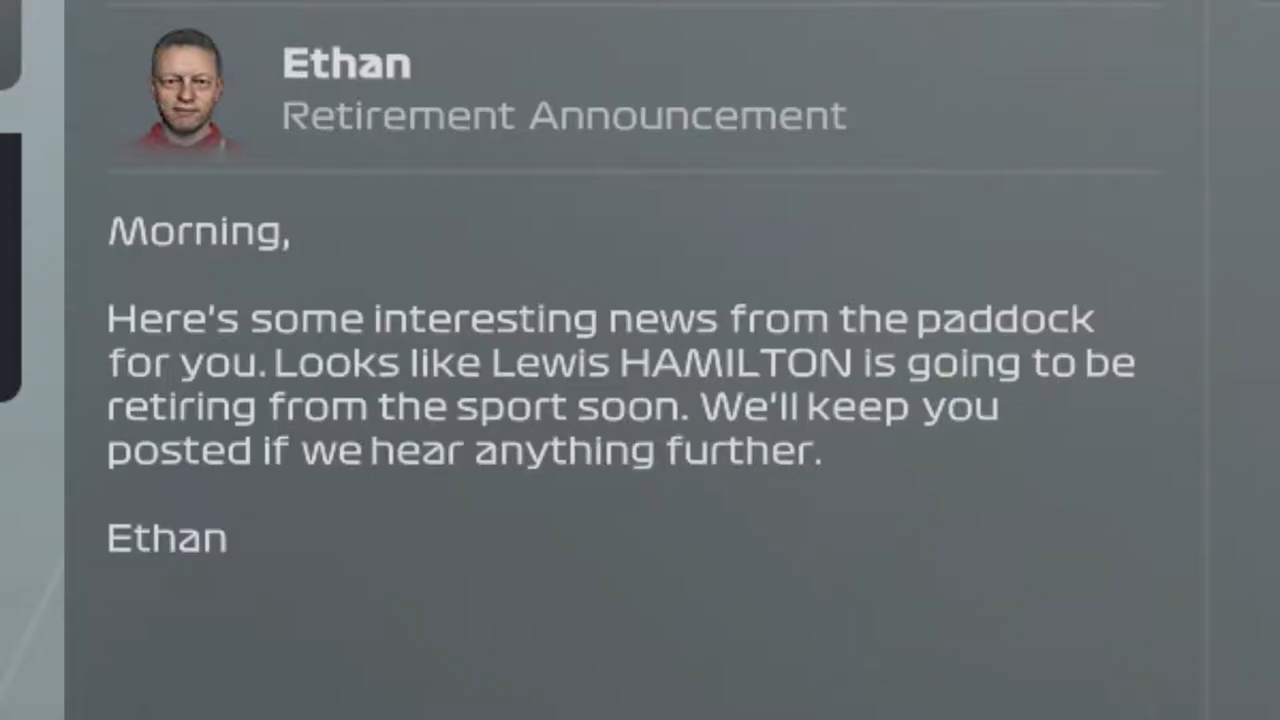 Ethan
Retirement Announcement
Morning,
Here's some interesting news from the paddock
for you. Looks like Lewis HAMILTON is going to be
retiring from the sport soon. We'll keep you
posted if we hear anything further.
Ethan